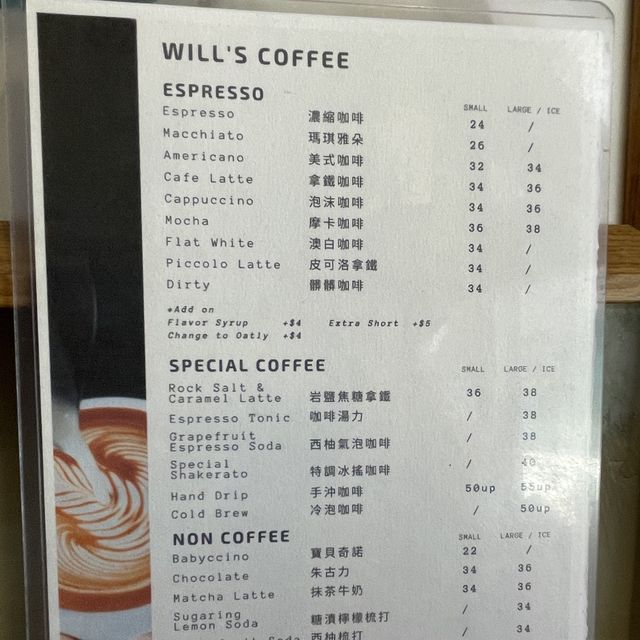 WILL'S COFFEE
ESPRESSO
SMALL LARGE / ICE
Espresso 濃縮咖啡 24 /
Macchiato 瑪琪雅朵 26 /
Americano 美式咖啡 32 34
Cafe Latte 拿鐵咖啡 34 36
Cappuccino 泡沫咖啡 34 36
Mocha 摩卡咖啡 36 38
Flat White 澳白咖啡 34 /
Piccolo Latte 皮可洛拿鐵 34 /
Dirty 髒髒咖啡 34 /
*Add on
Flavor Syrup +$4 Extra Short +$5
Change to Oatly +$4
SPECIAL COFFEE SMALL LARGE / ICE
Rock Salt &
Caramel Latte 岩鹽焦糖拿鐵 36 38
Espresso Tonic 咖啡湯力 / 38
Grapefruit
Espresso Soda 西柚氣泡咖啡 / 38
Special
Shakerato 特調冰搖咖啡 / 40
Hand Drip 手沖咖啡 50up 55up
Cold Brew 冷泡咖啡 / 50up
NON COFFEE SMALL LARGE / ICE
Babyccino 寶貝奇諾 22 /
Chocolate 朱古力 34 36
Matcha Latte 抹茶牛奶 34 36
Sugaring
Lemon Soda 糖漬檸檬梳打 / 34
Soda 西柚梳打 / 34